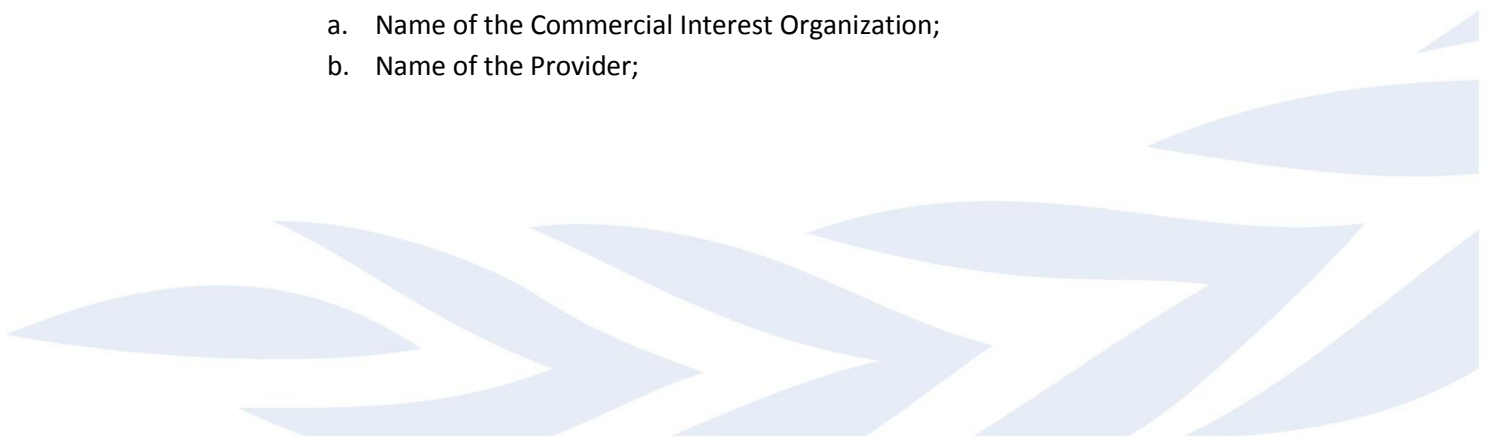 a. Name of the Commercial Interest Organization;
b. Name of the Provider;